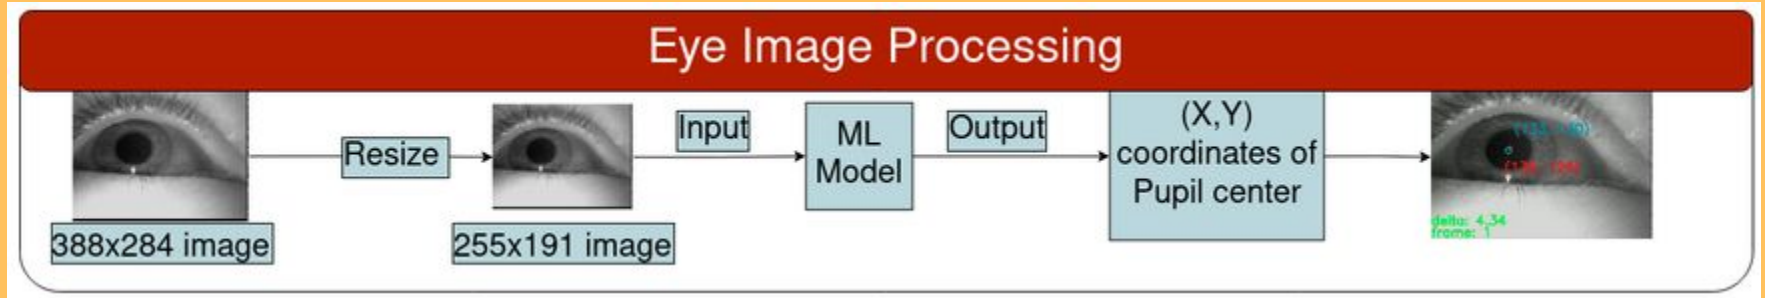 Eye Image Processing
388x284 image
Resize
255x191 image
Input
ML
Model
Output
(X,Y)
coordinates of
Pupil center
delta: 4,34
frame: 1